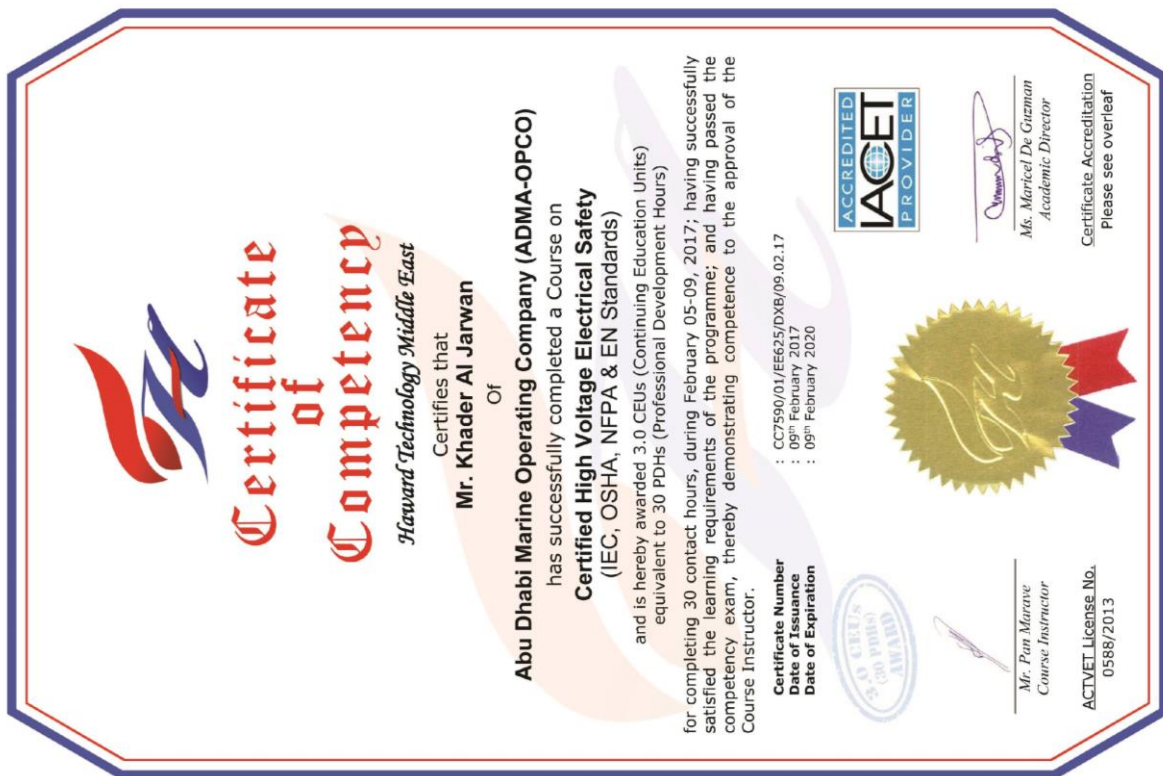 Certificate
of
Competency
Haward Technology Middle East
Certifies that
Mr. Khader Al Jarwan
Of
Abu Dhabi Marine Operating Company (ADMA-OPCO)
has successfully completed a Course on
Certified High Voltage Electrical Safety
(IEC, OSHA, NFPA & EN Standards)
and is hereby awarded 3.0 CEUs (Continuing Education Units)
equivalent to 30 PDHs (Professional Development Hours)
for completing 30 contact hours, during February 05-09, 2017; having successfully
satisfied the learning requirements of the programme; and having passed the
competency exam, thereby demonstrating competence to the approval of the
Course Instructor.
Certificate Number : CC7590/01/EE625/DXB/09.02.17
Date of Issuance : 09th February 2017
Date of Expiration : 09th February 2020
3.0 CEUs
(30 PDHs)
AWARD
ACCREDITED
IACET
PROVIDER
Mr. Pan Marave
Course Instructor
Ms. Maricel De Guzman
Academic Director
ACTVET License No.
0588/2013
Certificate Accreditation
Please see overleaf